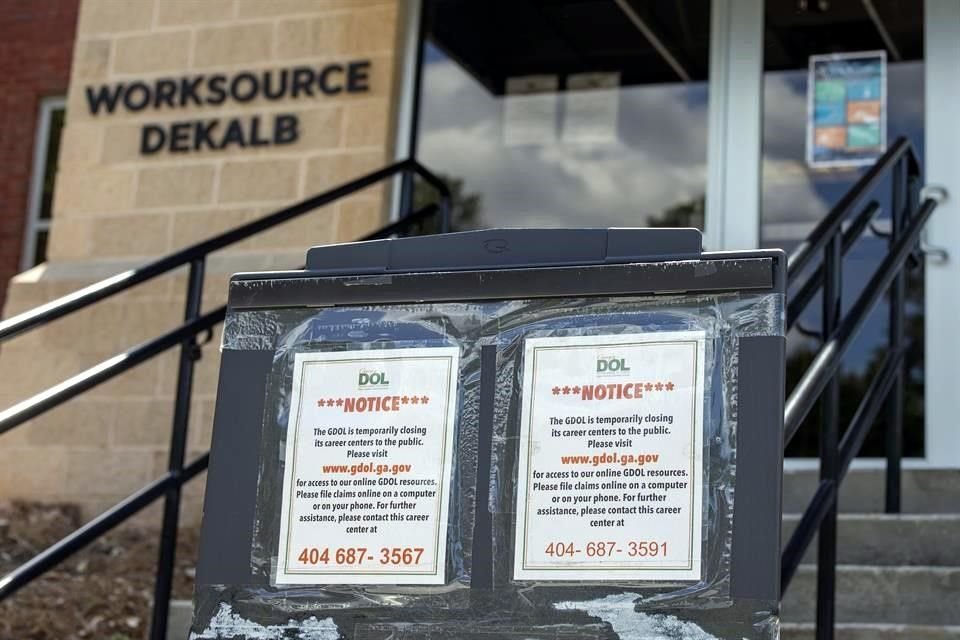 WORKSOURCE
DEKALB
DOL
***NOTICE***
The GDOL is temporarily closing
its career centers to the public.
Please visit
www.gdol.ga.gov
for access to our online GDOL resources.
Please file claims online on a computer
or on your phone. For further
assistance, please contact this career
center at
404 687- 3567
DOL
***NOTICE***
The GDOL is temporarily closing
its career centers to the public.
Please visit
www.gdol.ga.gov
for access to our online GDOL resources.
Please file claims online on a computer
or on your phone. For further
assistance, please contact this career
center at
404- 687- 3591